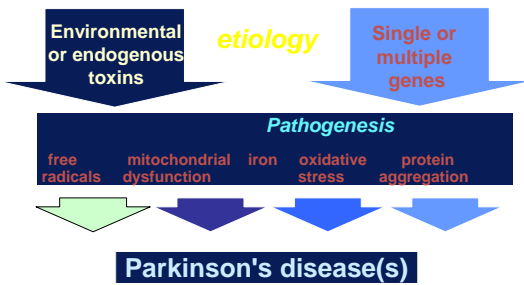 Environmental
or endogenous
toxins
etiology
Single or
multiple
genes
Pathogenesis
free mitochondrial iron oxidative protein
radicals dysfunction stress aggregation
Parkinson's disease(s)